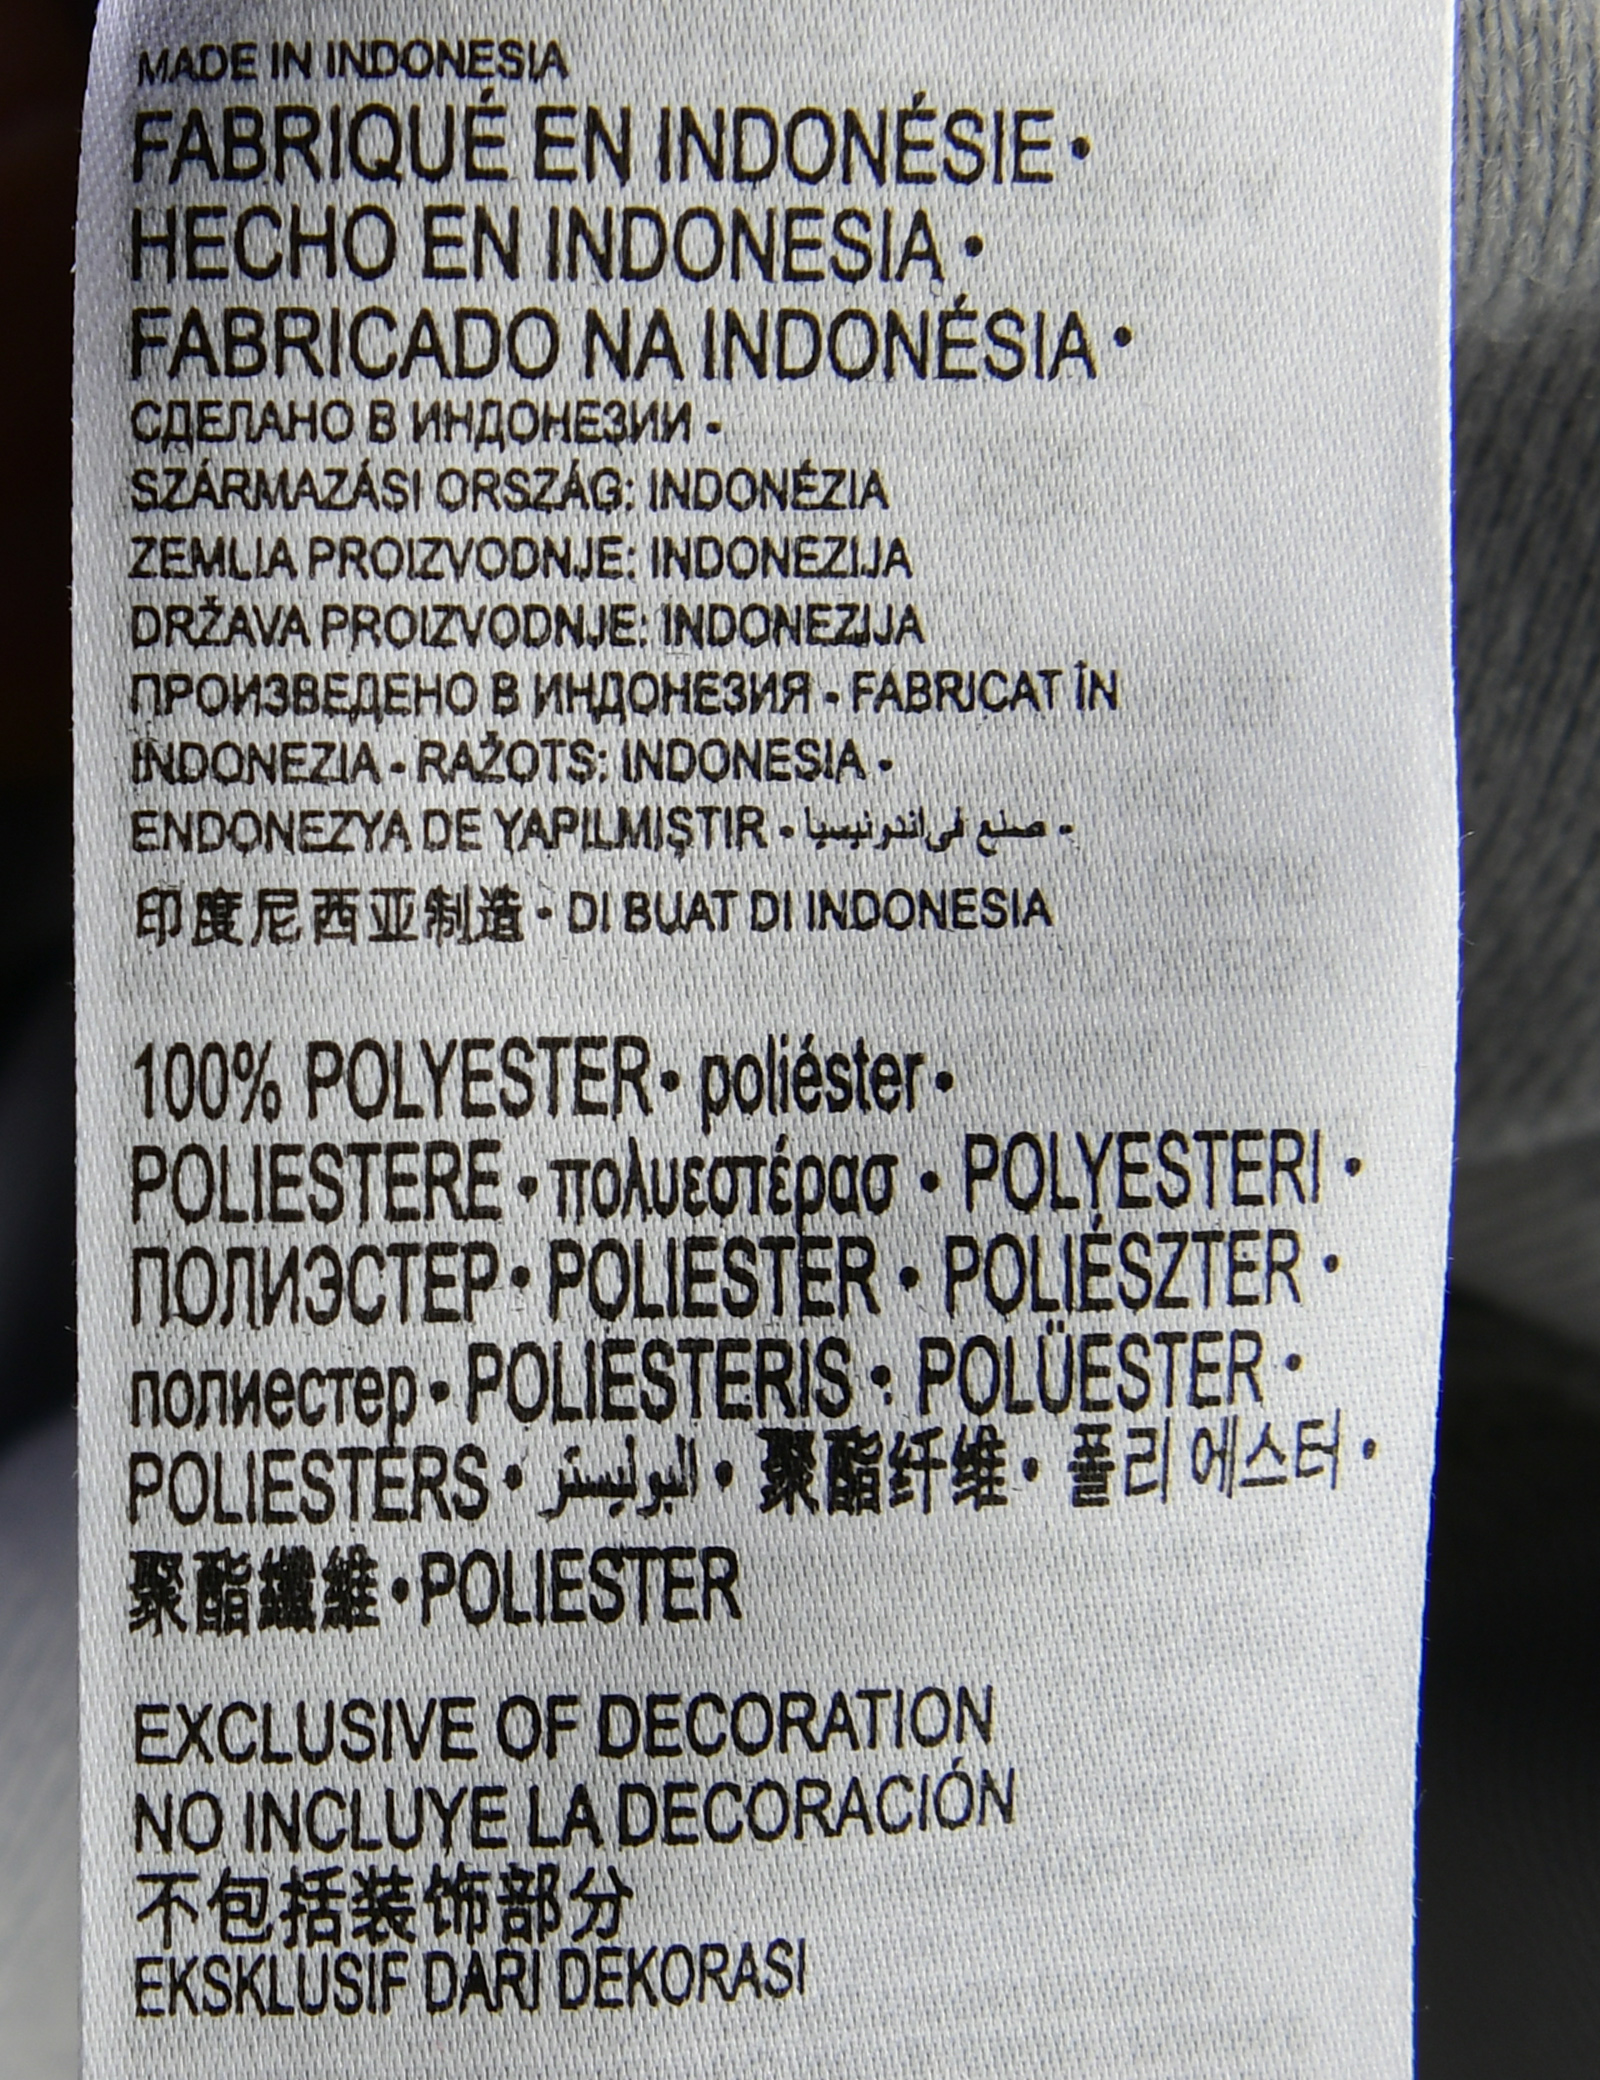 MADE IN INDONESIA
FABRIQUÉ EN INDONÉSIE •
HECHO EN INDONESIA •
FABRICADO NA INDONÉSIA •
СДЕЛАНО В ИНДОНЕЗИИ •
SZÁRMAZÁSI ORSZÁG: INDONÉZIA
ZEMLJA PROIZVODNJE: INDONEZIJA
DRŽAVA PROIZVODNJE: INDONEZIJA
ПРОИЗВЕДЕНО В ИНДОНЕЗИЯ • FABRICAT ÎN
INDONEZIA • RAŽOTS: INDONESIA •
ENDONEZYA DE YAPILMIŞTIR • صنع في اندونيسيا •
印度尼西亚制造 • DI BUAT DI INDONESIA
100% POLYESTER • poliéster •
POLIESTERE • πολυεστέρασ • POLYESTERI •
ПОЛИЭСТЕР • POLIESTER • POLIÉSZTER •
полиестер • POLIESTERIS • POLÜESTER •
POLIESTERS • البوليستر • 聚酯纤维 • 폴리 에스터 •
聚酯纖維 • POLIESTER
EXCLUSIVE OF DECORATION
NO INCLUYE LA DECORACIÓN
不包括装饰部分
EKSKLUSIF DARI DEKORASI